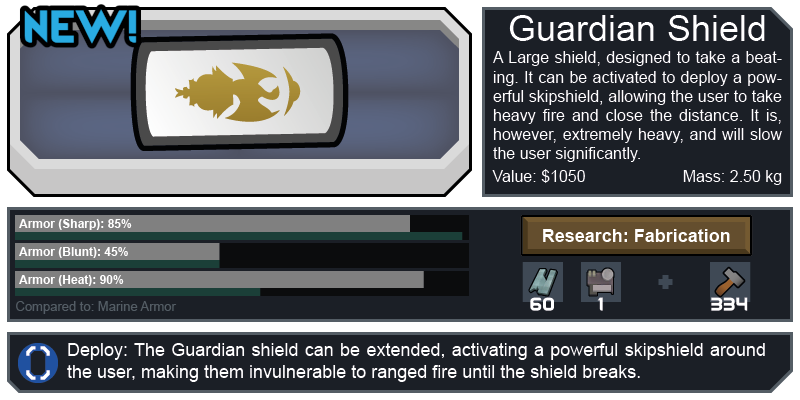 NEW!
Guardian Shield
A Large shield, designed to take a beat-
ing. It can be activated to deploy a pow-
erful skipshield, allowing the user to take
heavy fire and close the distance. It is,
however, extremely heavy, and will slow
the user significantly.
Value: $1050 Mass: 2.50 kg
Armor (Sharp): 85%
Armor (Blunt): 45%
Armor (Heat): 90%
Compared to: Marine Armor
Research: Fabrication
60 1 334
Deploy: The Guardian shield can be extended, activating a powerful skipshield around
the user, making them invulnerable to ranged fire until the shield breaks.